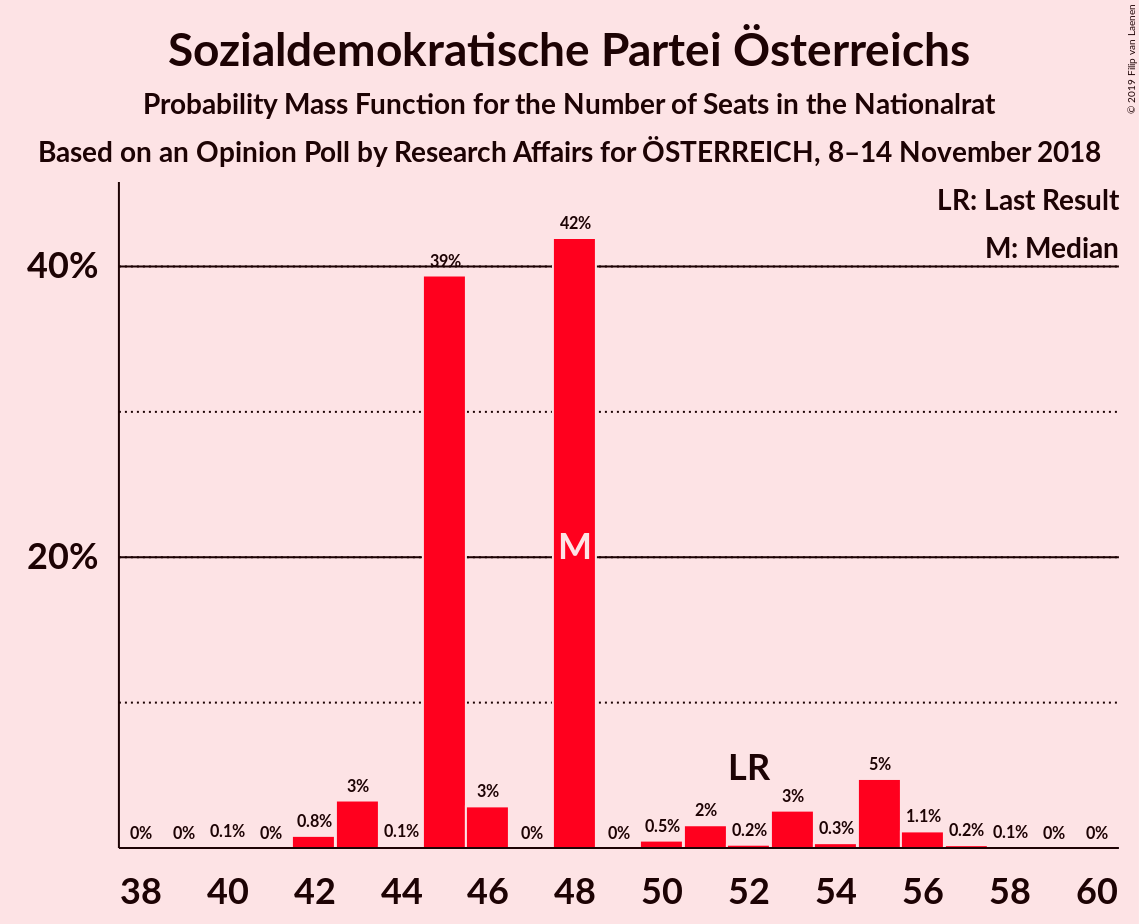 Sozialdemokratische Partei Österreichs
Probability Mass Function for the Number of Seats in the Nationalrat
Based on an Opinion Poll by Research Affairs for ÖSTERREICH, 8–14 November 2018
© 2019 Filip van Laenen
LR: Last Result
M: Median
40%
20%
42%
39%
M
LR
0% 0% 0.1% 0% 0.8% 3% 0.1% 3% 0% 0% 0.5% 2% 0.2% 3% 0.3% 5% 1.1% 0.2% 0.1% 0% 0%
38 40 42 44 46 48 50 52 54 56 58 60